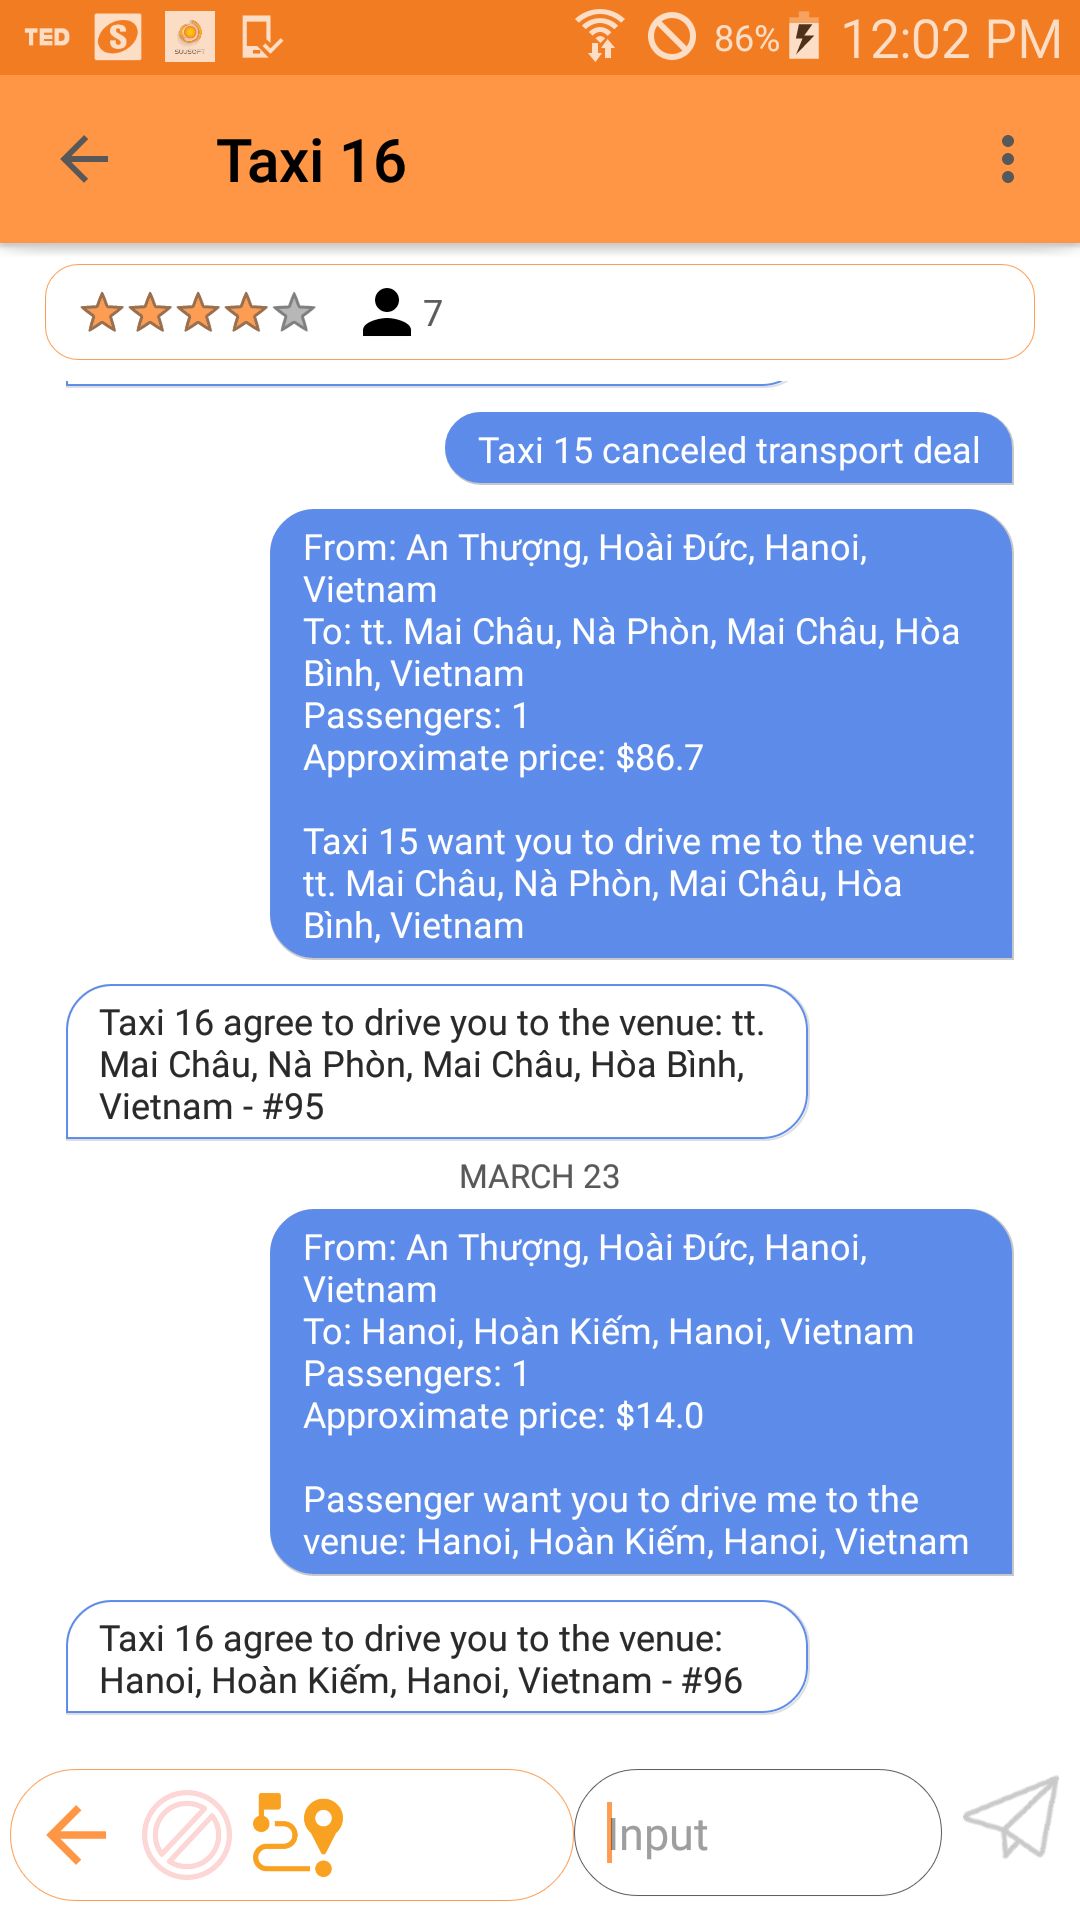 TED
S
SUUSOFT
86%
12:02 PM
Taxi 16
7
Taxi 15 canceled transport deal
From: An Thượng, Hoài Đức, Hanoi,
Vietnam
To: tt. Mai Châu, Nà Phòn, Mai Châu, Hòa
Bình, Vietnam
Passengers: 1
Approximate price: $86.7
Taxi 15 want you to drive me to the venue:
tt. Mai Châu, Nà Phòn, Mai Châu, Hòa
Bình, Vietnam
Taxi 16 agree to drive you to the venue: tt.
Mai Châu, Nà Phòn, Mai Châu, Hòa Bình,
Vietnam - #95
MARCH 23
From: An Thượng, Hoài Đức, Hanoi,
Vietnam
To: Hanoi, Hoàn Kiếm, Hanoi, Vietnam
Passengers: 1
Approximate price: $14.0
Passenger want you to drive me to the
venue: Hanoi, Hoàn Kiếm, Hanoi, Vietnam
Taxi 16 agree to drive you to the venue:
Hanoi, Hoàn Kiếm, Hanoi, Vietnam - #96
Input